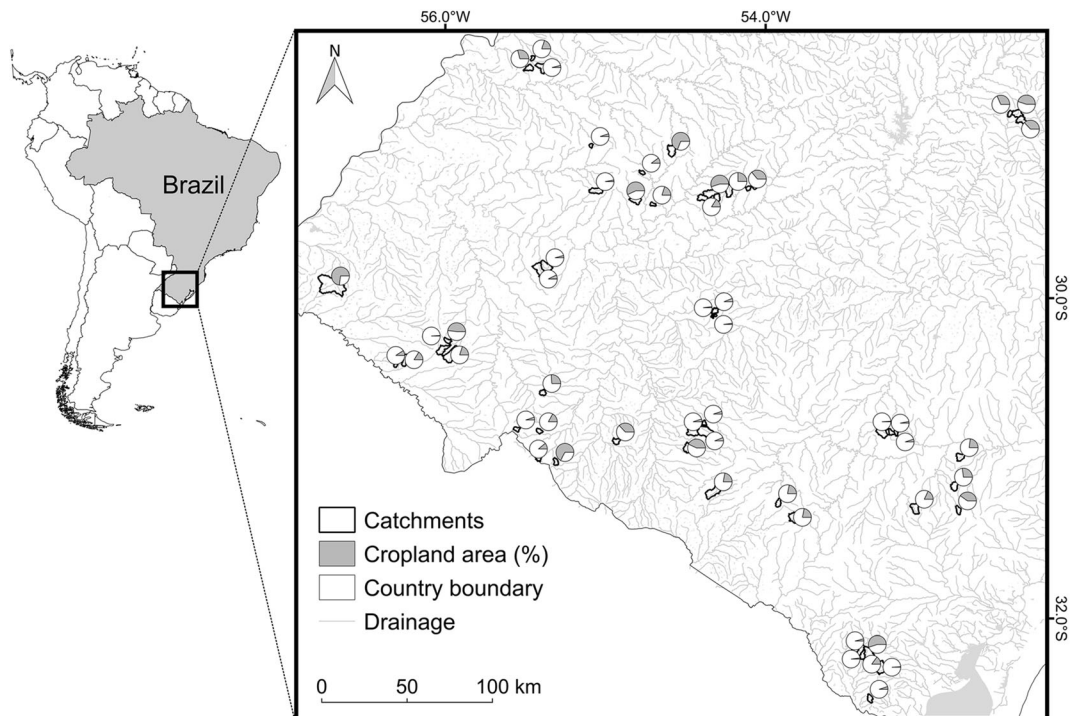 56.0°W 54.0°W
N
Brazil
30.0°S
Catchments
Cropland area (%)
Country boundary
Drainage
32.0°S
0 50 100 km